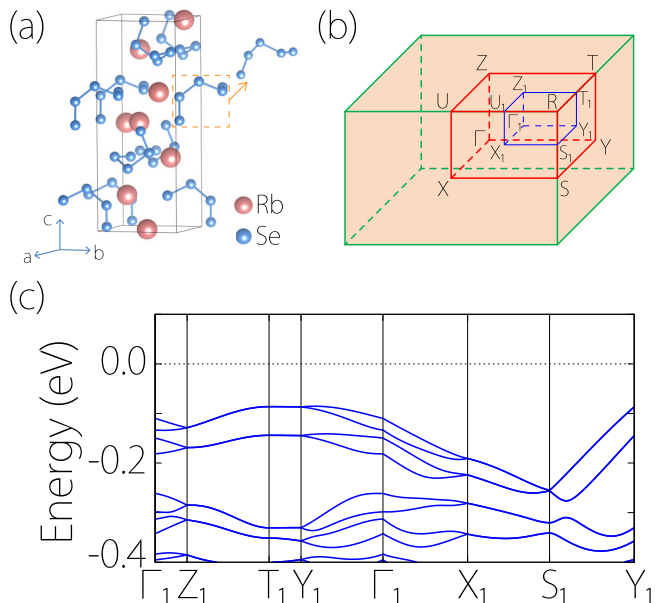 (a)
c
a
b
Rb
Se
(b)
Z
T
Z₁
U
U₁
R
T₁
Γ
Γ₁
Y₁
X₁
S₁
Y
X
S
(c)
Energy (eV)
0.0
-0.2
-0.4
Γ₁ Z₁ T₁ Y₁ Γ₁ X₁ S₁ Y₁